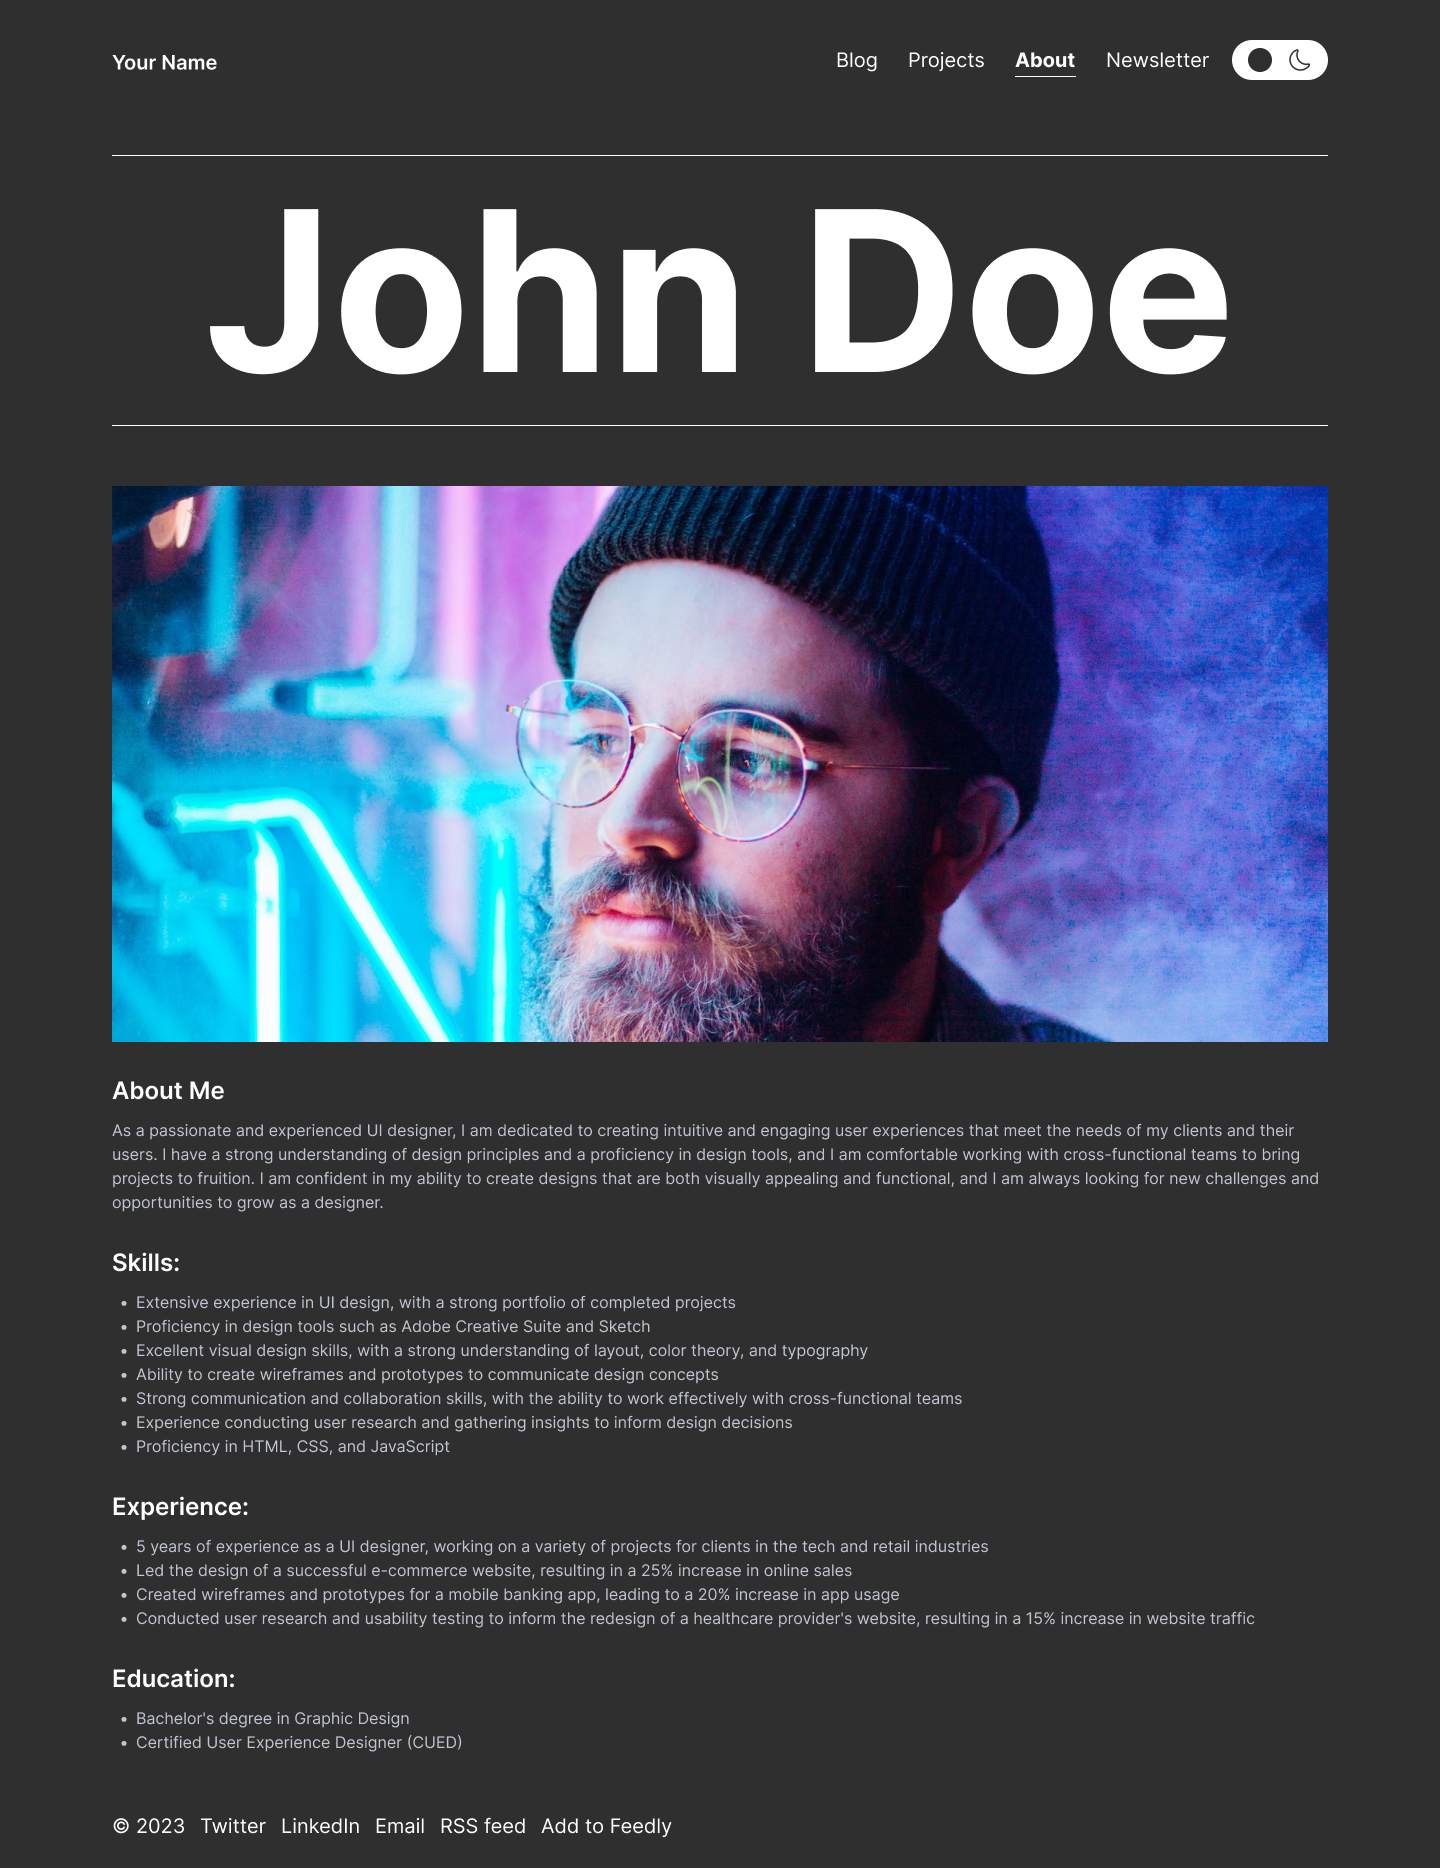 Your Name
Blog Projects About Newsletter
John Doe
About Me
As a passionate and experienced UI designer, I am dedicated to creating intuitive and engaging user experiences that meet the needs of my clients and their
users. I have a strong understanding of design principles and a proficiency in design tools, and I am comfortable working with cross-functional teams to bring
projects to fruition. I am confident in my ability to create designs that are both visually appealing and functional, and I am always looking for new challenges and
opportunities to grow as a designer.
Skills:
• Extensive experience in UI design, with a strong portfolio of completed projects
• Proficiency in design tools such as Adobe Creative Suite and Sketch
• Excellent visual design skills, with a strong understanding of layout, color theory, and typography
• Ability to create wireframes and prototypes to communicate design concepts
• Strong communication and collaboration skills, with the ability to work effectively with cross-functional teams
• Experience conducting user research and gathering insights to inform design decisions
• Proficiency in HTML, CSS, and JavaScript
Experience:
• 5 years of experience as a UI designer, working on a variety of projects for clients in the tech and retail industries
• Led the design of a successful e-commerce website, resulting in a 25% increase in online sales
• Created wireframes and prototypes for a mobile banking app, leading to a 20% increase in app usage
• Conducted user research and usability testing to inform the redesign of a healthcare provider's website, resulting in a 15% increase in website traffic
Education:
• Bachelor's degree in Graphic Design
• Certified User Experience Designer (CUED)
© 2023 Twitter LinkedIn Email RSS feed Add to Feedly